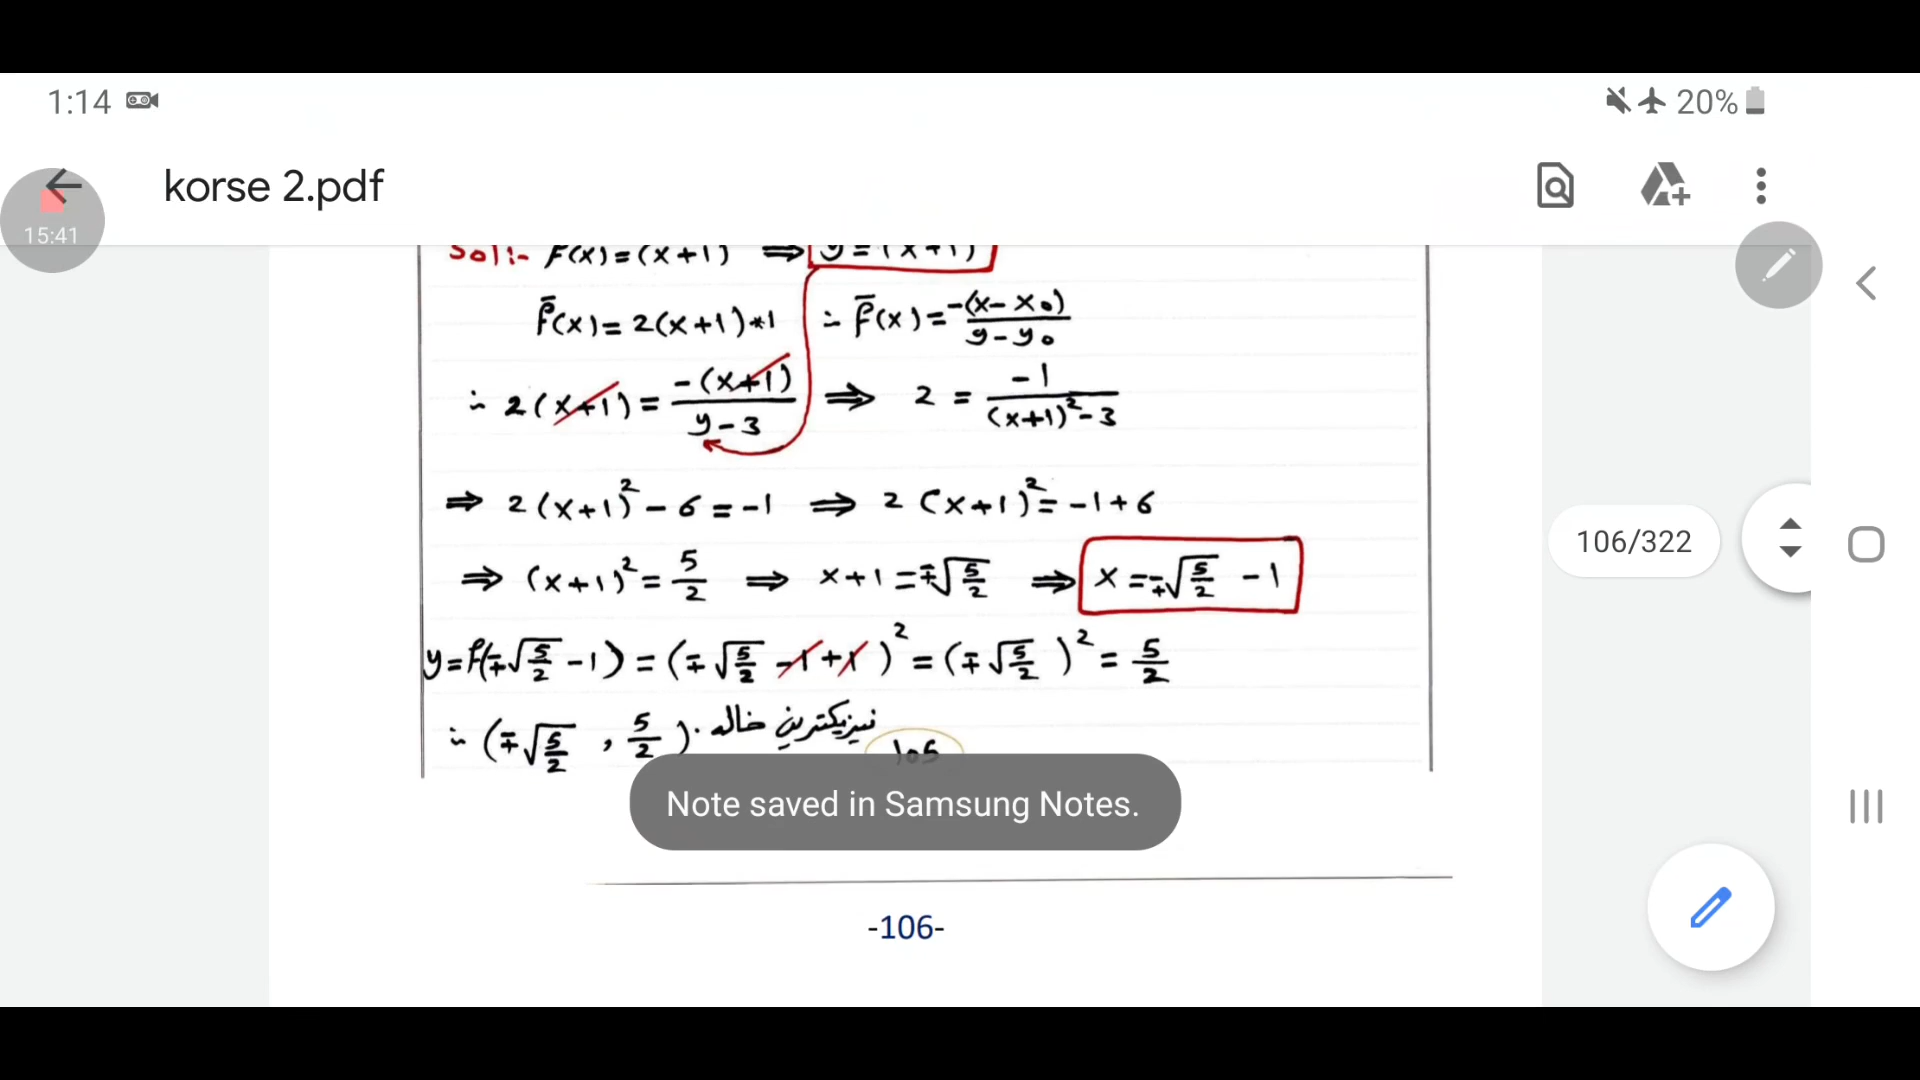 1:14
20%
korse 2.pdf
15:41
Sol:- F(x)=(x+1) ⇒ y=(x+1)
F̄(x)=2(x+1)*1 ∴ F̄(x)=-(x-x₀)/(y-y₀)
∴ 2(x+1)=-(x+1)/(y-3) ⇒ 2=-1/((x+1)²-3)
⇒ 2(x+1)²-6=-1 ⇒ 2(x+1)²=-1+6
⇒ (x+1)²=5/2 ⇒ x+1=∓√(5/2) ⇒ x=∓√(5/2) -1
y=f(∓√(5/2) -1)=(∓√(5/2) -1+1)²=(∓√(5/2))²=5/2
∴ (∓√(5/2) , 5/2). نیزیکترین خاله
106/322
Note saved in Samsung Notes.
-106-